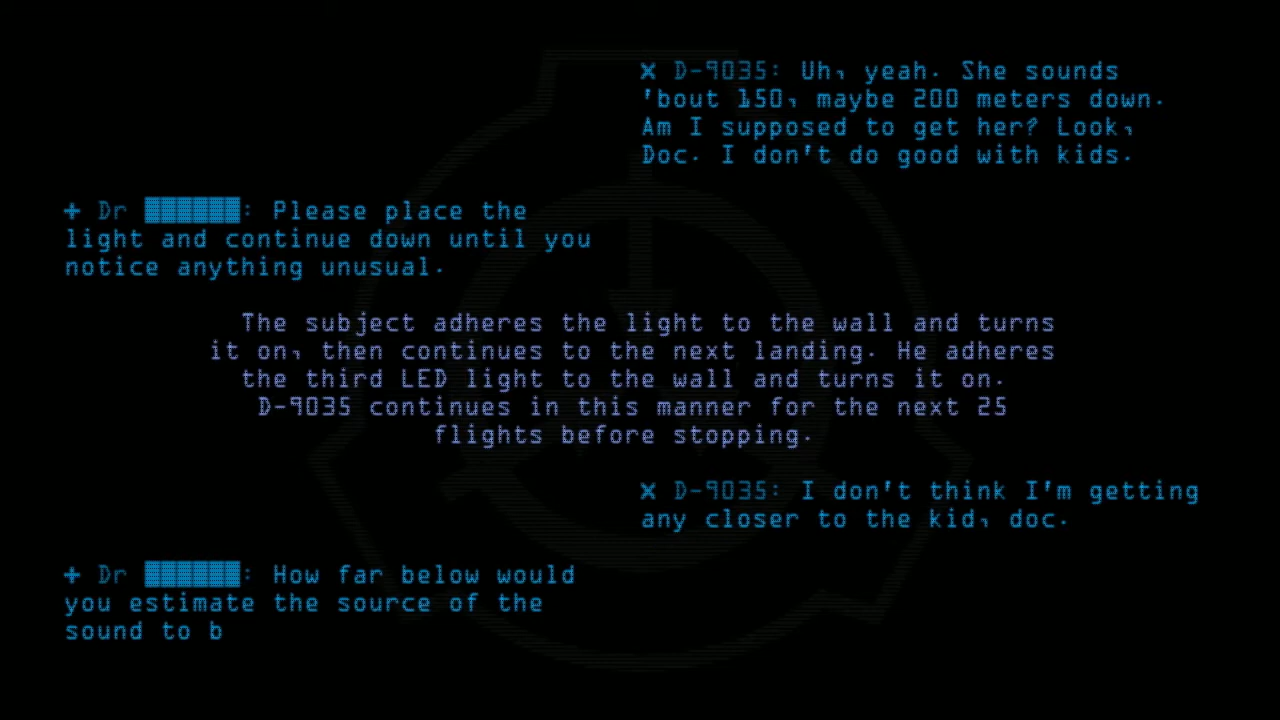 × D-9035: Uh, yeah. She sounds
'bout 150, maybe 200 meters down.
Am I supposed to get her? Look,
Doc. I don't do good with kids.
+ Dr ██████: Please place the
light and continue down until you
notice anything unusual.
The subject adheres the light to the wall and turns
it on, then continues to the next landing. He adheres
the third LED light to the wall and turns it on.
D-9035 continues in this manner for the next 25
flights before stopping.
× D-9035: I don't think I'm getting
any closer to the kid, doc.
+ Dr ██████: How far below would
you estimate the source of the
sound to b